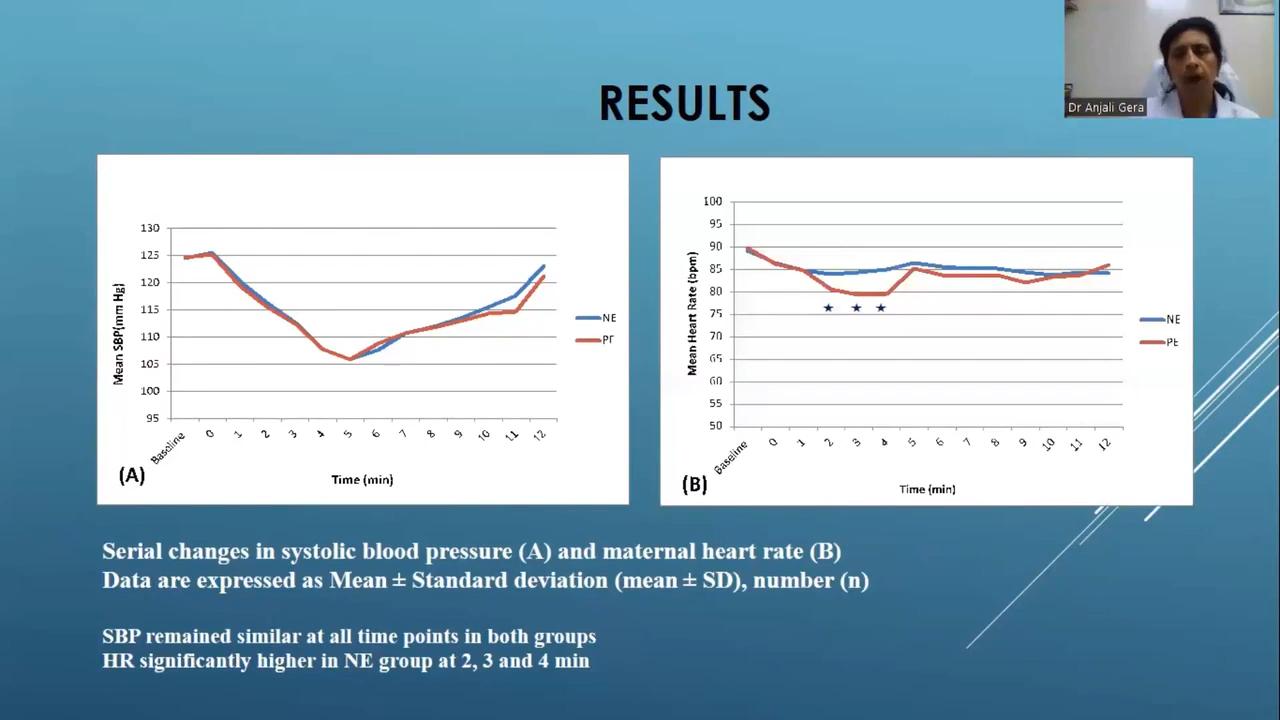 Dr Anjali Gera
RESULTS
Mean SBP(mm Hg)
130
125
120
115
110
105
100
95
Baseline 0 1 2 3 4 5 6 7 8 9 10 11 12
Time (min)
NE
PE
(A)
Mean Heart Rate (bpm)
100
95
90
85
80
75
70
65
60
55
50
Baseline 0 1 2 3 4 5 6 7 8 9 10 11 12
Time (min)
NE
PE
(B)
Serial changes in systolic blood pressure (A) and maternal heart rate (B)
Data are expressed as Mean ± Standard deviation (mean ± SD), number (n)
SBP remained similar at all time points in both groups
HR significantly higher in NE group at 2, 3 and 4 min